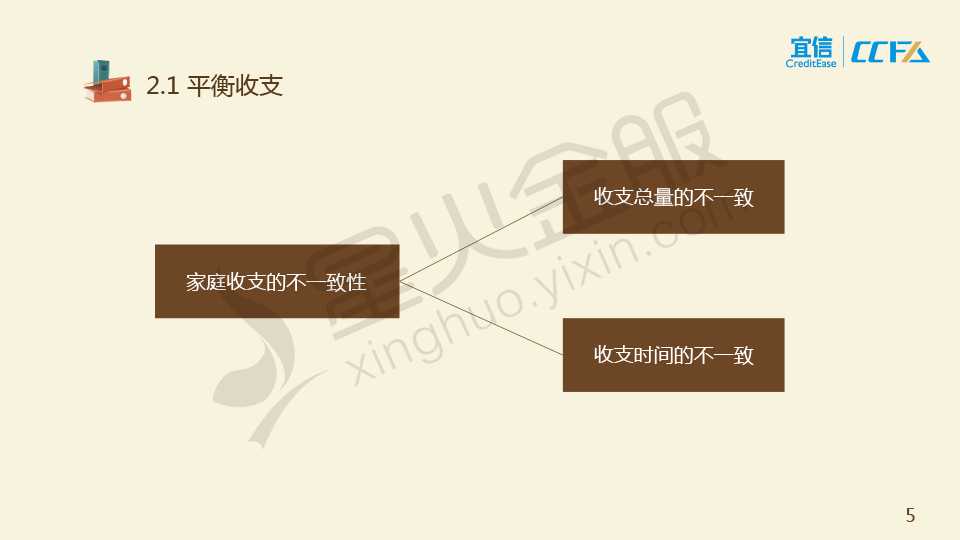 宜信
CreditEase
CCFA
2.1 平衡收支
收支总量的不一致
家庭收支的不一致性
收支时间的不一致
星火金服
xinghuo.yixin.com
5